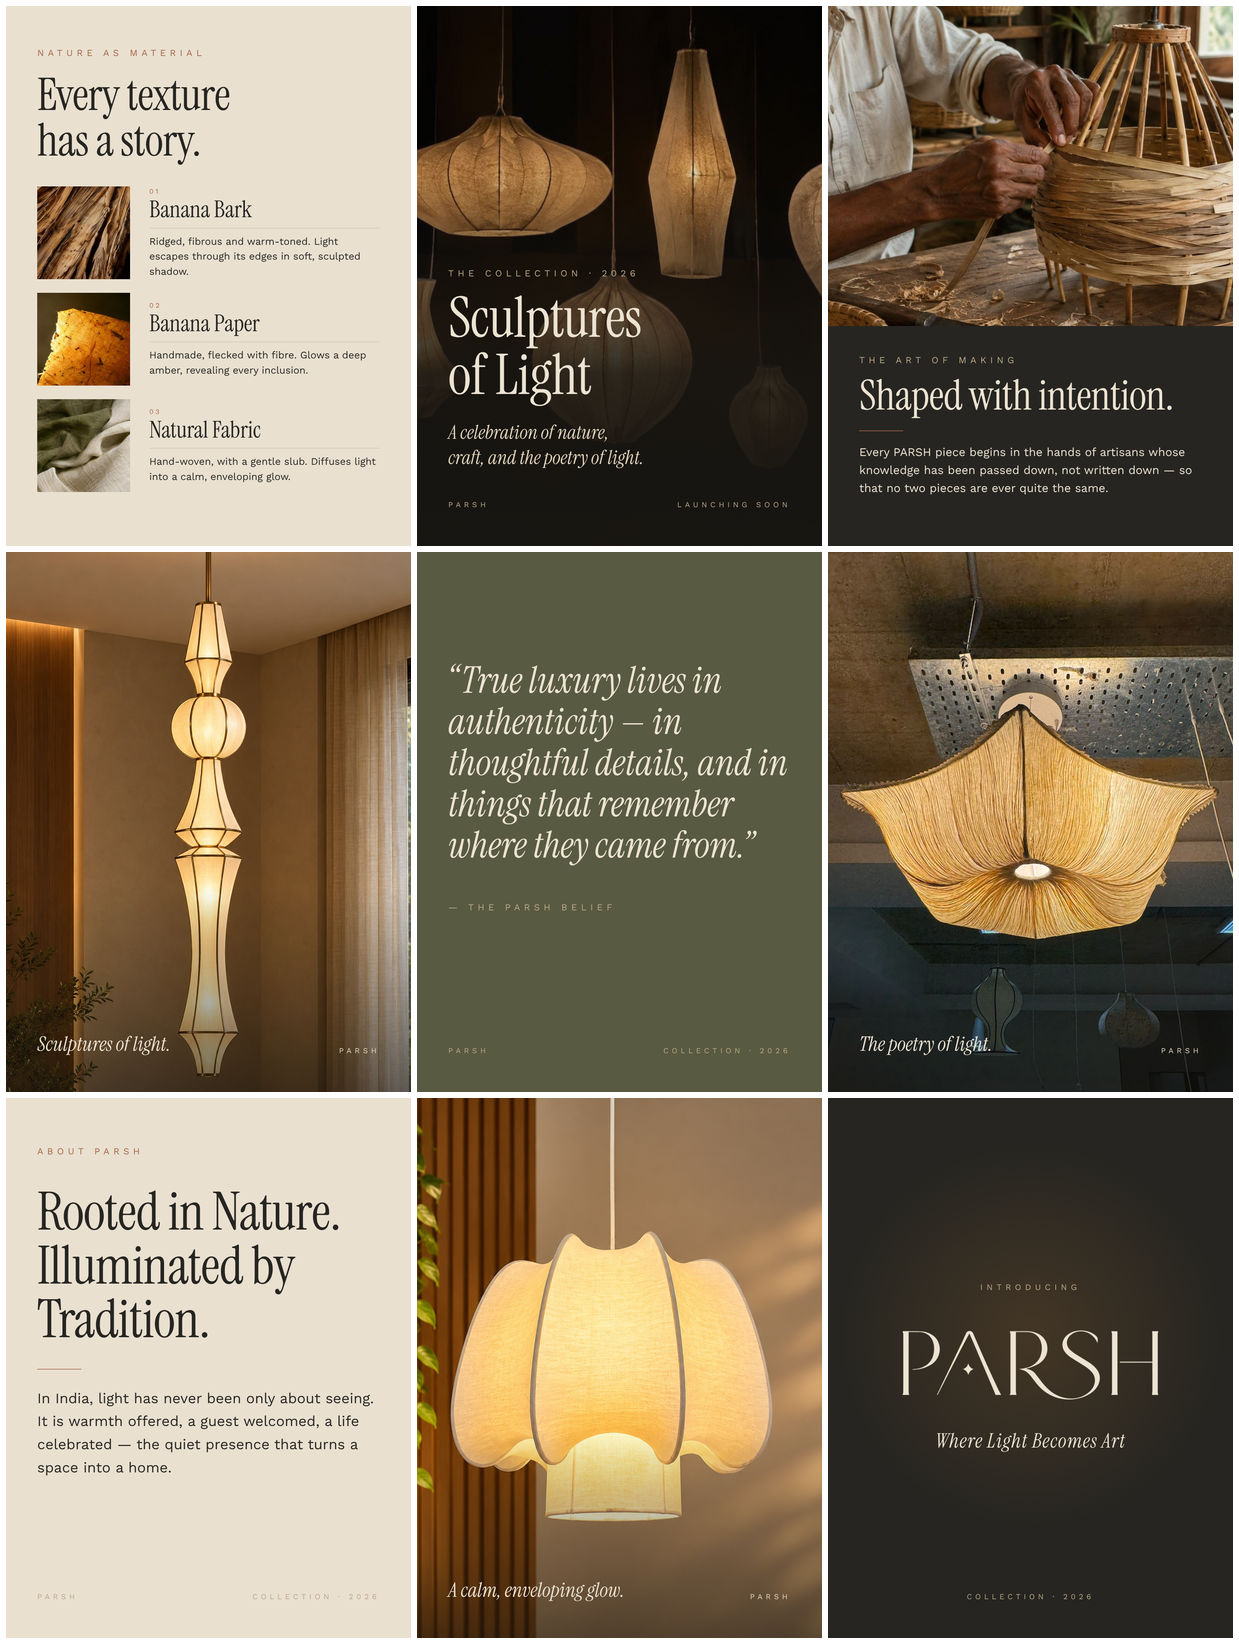 NATURE AS MATERIAL
Every texture
has a story.
01
Banana Bark
Ridged, fibrous and warm-toned. Light
escapes through its edges in soft, sculpted
shadow.
02
Banana Paper
Handmade, flecked with fibre. Glows a deep
amber, revealing every inclusion.
03
Natural Fabric
Hand-woven, with a gentle slub. Diffuses light
into a calm, enveloping glow.
THE COLLECTION · 2026
Sculptures
of Light
A celebration of nature,
craft, and the poetry of light.
PARSH
LAUNCHING SOON
THE ART OF MAKING
Shaped with intention.
Every PARSH piece begins in the hands of artisans whose
knowledge has been passed down, not written down — so
that no two pieces are ever quite the same.
Sculptures of light.
PARSH
“True luxury lives in
authenticity — in
thoughtful details, and in
things that remember
where they came from.”
— THE PARSH BELIEF
PARSH
COLLECTION · 2026
The poetry of light.
PARSH
ABOUT PARSH
Rooted in Nature.
Illuminated by
Tradition.
In India, light has never been only about seeing.
It is warmth offered, a guest welcomed, a life
celebrated — the quiet presence that turns a
space into a home.
PARSH
COLLECTION · 2026
A calm, enveloping glow.
PARSH
INTRODUCING
PARSH
Where Light Becomes Art
COLLECTION · 2026